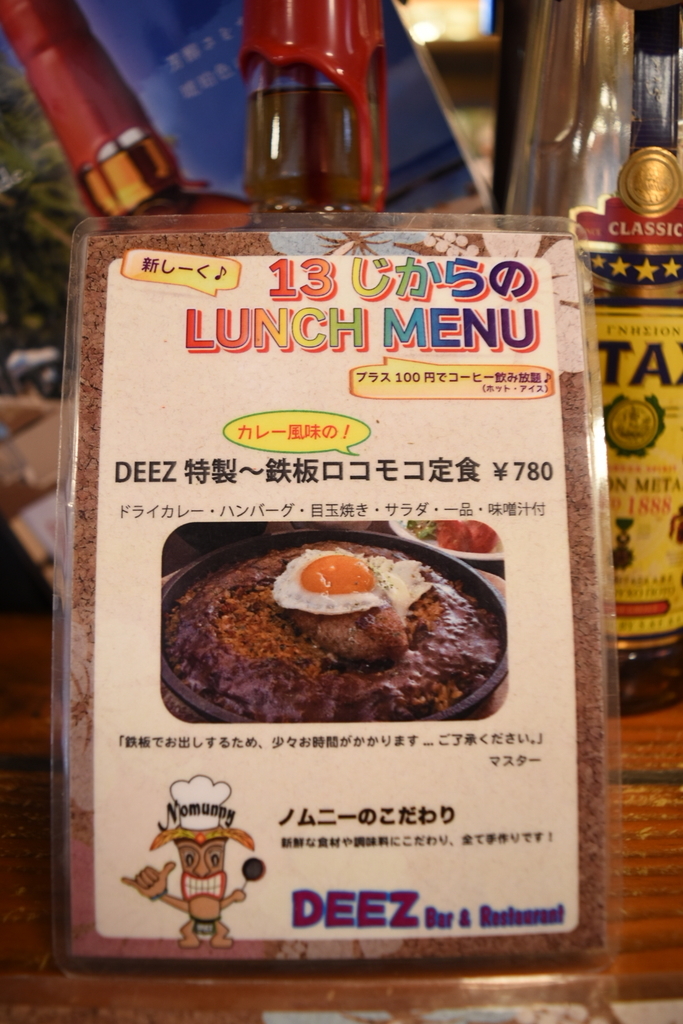 新しーく♪
13 じからの
LUNCH MENU
プラス 100 円でコーヒー飲み放題♪
(ホット・アイス)
カレー風味の！
DEEZ 特製～鉄板ロコモコ定食 ￥780
ドライカレー・ハンバーグ・目玉焼き・サラダ・一品・味噌汁付
「鉄板でお出しするため、少々お時間がかかります ... ご了承ください。」
マスター
Nomunny
ノムニーのこだわり
新鮮な食材や調味料にこだわり、全て手作りです！
DEEZ Bar & Restaurant
CLASSIC
TAX
ON META
1888